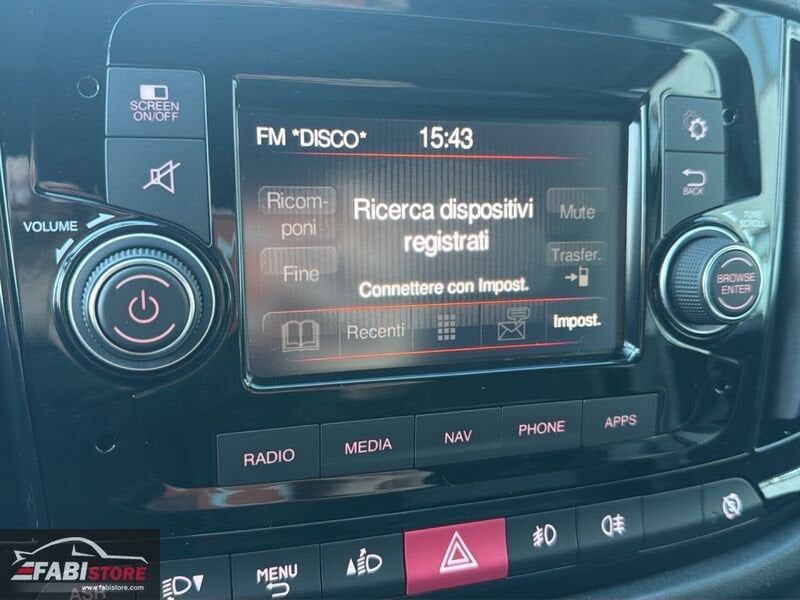 SCREEN
ON/OFF
VOLUME
FM *DISCO* 15:43
Ricom-
poni
Fine
Ricerca dispositivi
registrati
Connettere con Impost.
Mute
Trasfer.
Recenti
Impost.
BACK
TUNE
SCROLL
BROWSE
ENTER
RADIO
MEDIA
NAV
PHONE
APPS
MENU
ASR
FABISTORE
www.fabistore.com